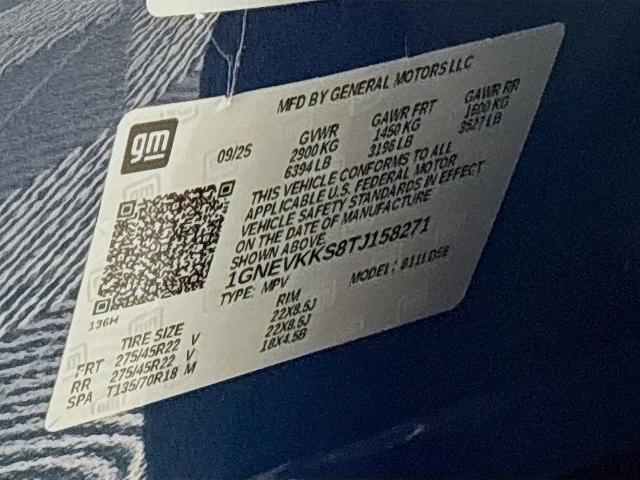 MFD BY GENERAL MOTORS LLC
gm
09/25
GVWR GAWR FRT GAWR RR
2900 KG 1450 KG 1600 KG
6394 LB 3196 LB 3527 LB
THIS VEHICLE CONFORMS TO ALL
APPLICABLE U.S. FEDERAL MOTOR
VEHICLE SAFETY STANDARDS IN EFFECT
ON THE DATE OF MANUFACTURE
SHOWN ABOVE.
1GNEVKKS8TJ158271
TYPE: MPV MODEL:
136H
TIRE SIZE RIM
FRT 275/45R22 V 22X8.5J
RR 275/45R22 V 22X8.5J
SPA T135/70R18 M 18X4.5B